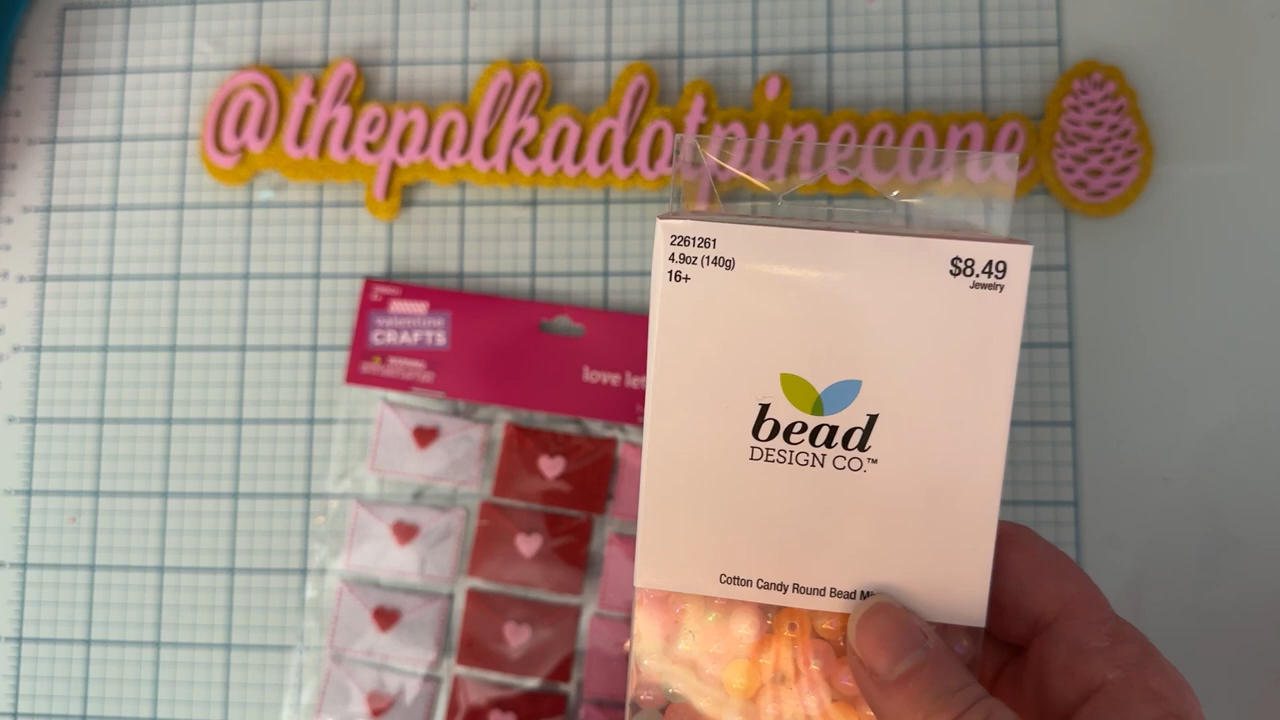 @thepolkadotpinecone
2261261
4.9oz (140g)
16+
$8.49
Jewelry
valentine
CRAFTS
love
bead
DESIGN CO.™
Cotton Candy Round Bead